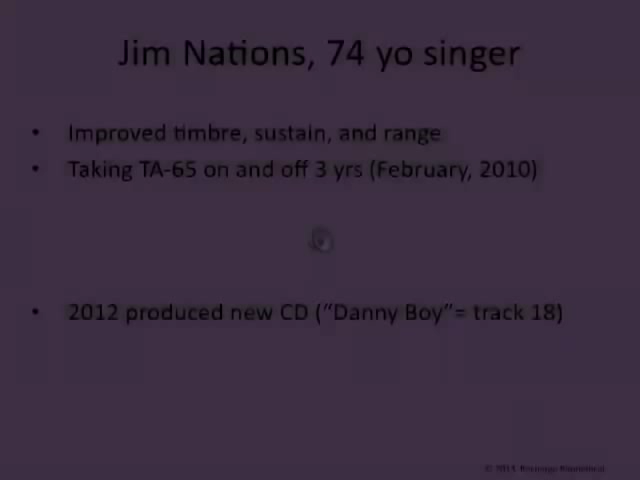 Jim Nations, 74 yo singer
• Improved timbre, sustain, and range
• Taking TA-65 on and off 3 yrs (February, 2010)
• 2012 produced new CD (“Danny Boy”= track 18)